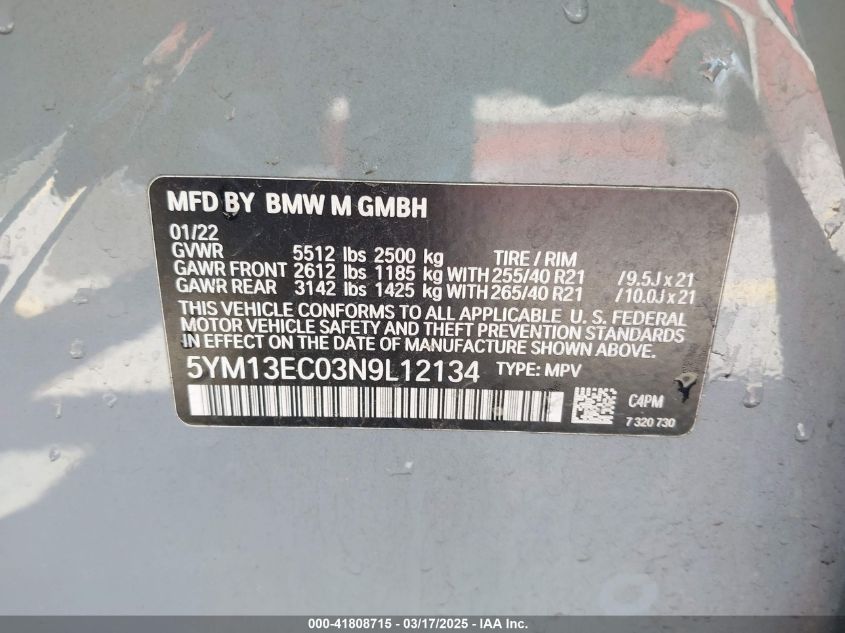 MFD BY BMW M GMBH
01/22
GVWR 5512 lbs 2500 kg TIRE / RIM
GAWR FRONT 2612 lbs 1185 kg WITH 255/40 R21 /9.5J x 21
GAWR REAR 3142 lbs 1425 kg WITH 265/40 R21 /10.0J x 21
THIS VEHICLE CONFORMS TO ALL APPLICABLE U. S. FEDERAL
MOTOR VEHICLE SAFETY AND THEFT PREVENTION STANDARDS
IN EFFECT ON THE DATE OF MANUFACTURE SHOWN ABOVE.
5YM13EC03N9L12134 TYPE: MPV
C4PM
7 320 730
000-41808715 - 03/17/2025 - IAA Inc.